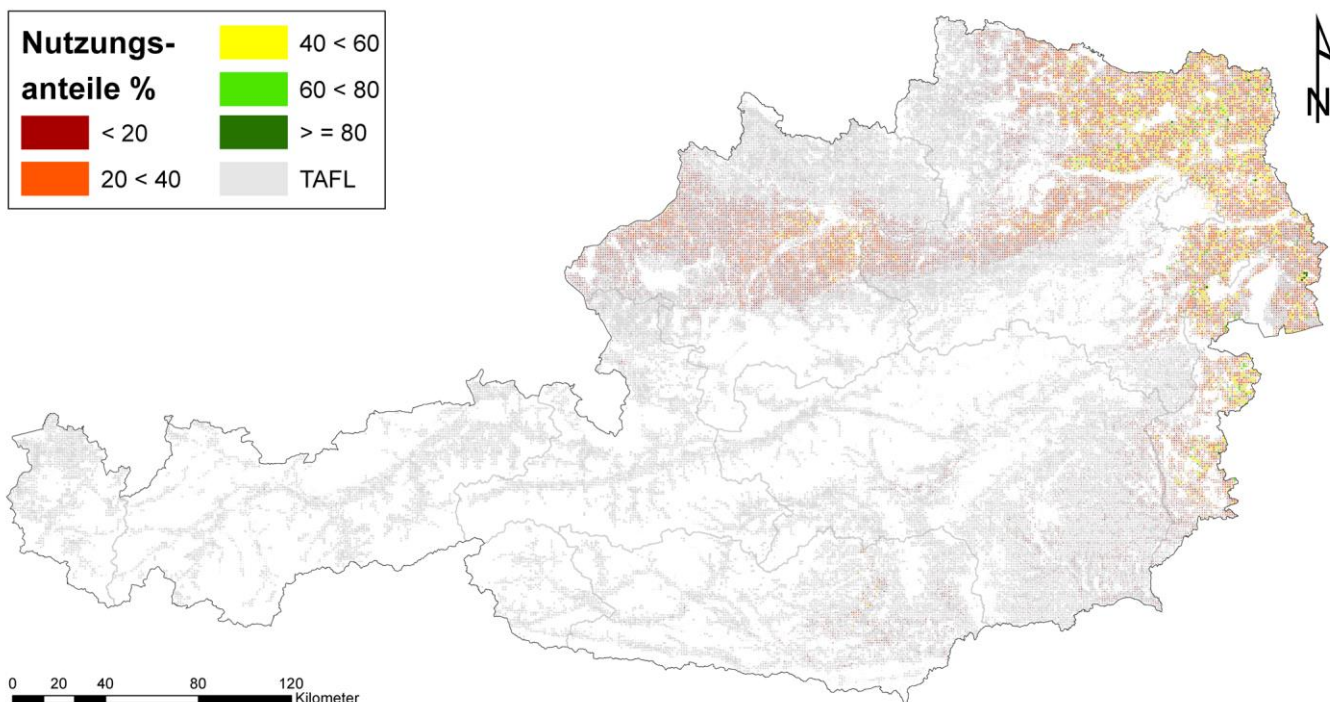 Nutzungs-
anteile %
< 20
20 < 40
40 < 60
60 < 80
> = 80
TAFL
N
0 20 40 80 120
Kilometer